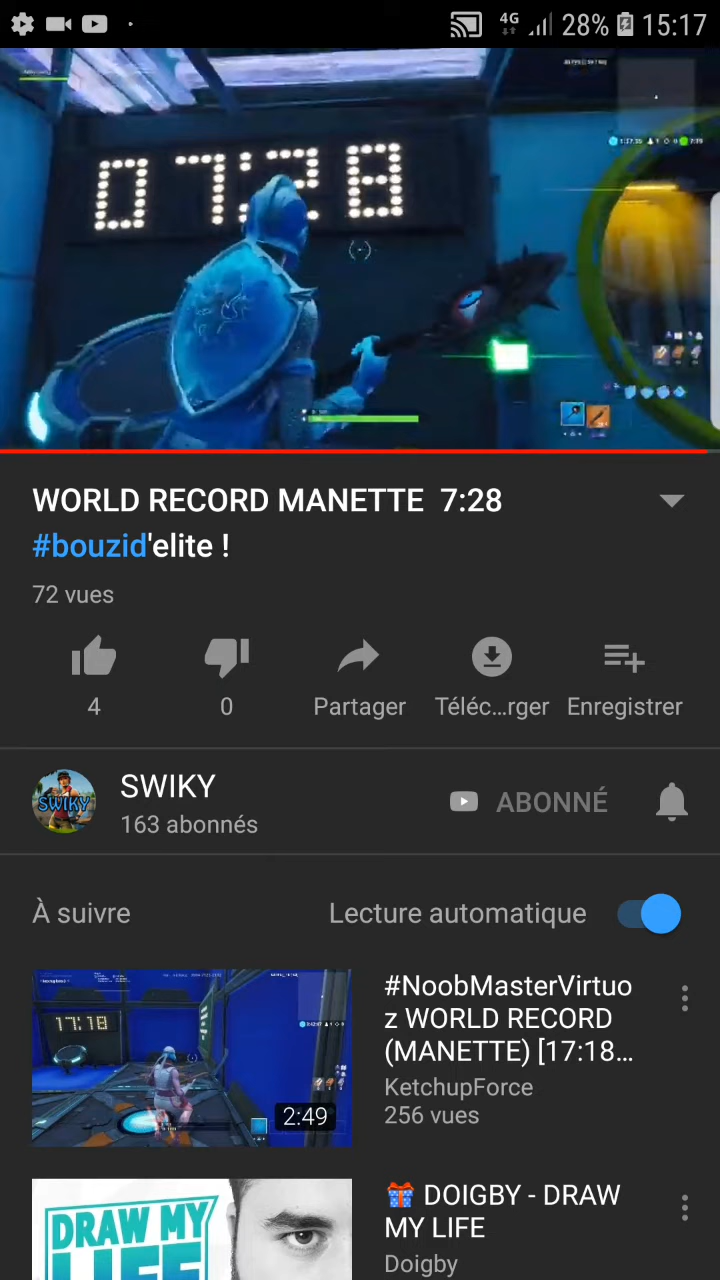 4G 28% 15:17
07:28
WORLD RECORD MANETTE 7:28
#bouzid'elite !
72 vues
4
0
Partager
Téléc...rger
Enregistrer
SWIKY
SWIKY
163 abonnés
ABONNÉ
À suivre
Lecture automatique
17:18
2:49
#NoobMasterVirtuo
z WORLD RECORD
(MANETTE) [17:18...
KetchupForce
256 vues
DRAW MY
LIFE
DOIGBY - DRAW
MY LIFE
Doigby